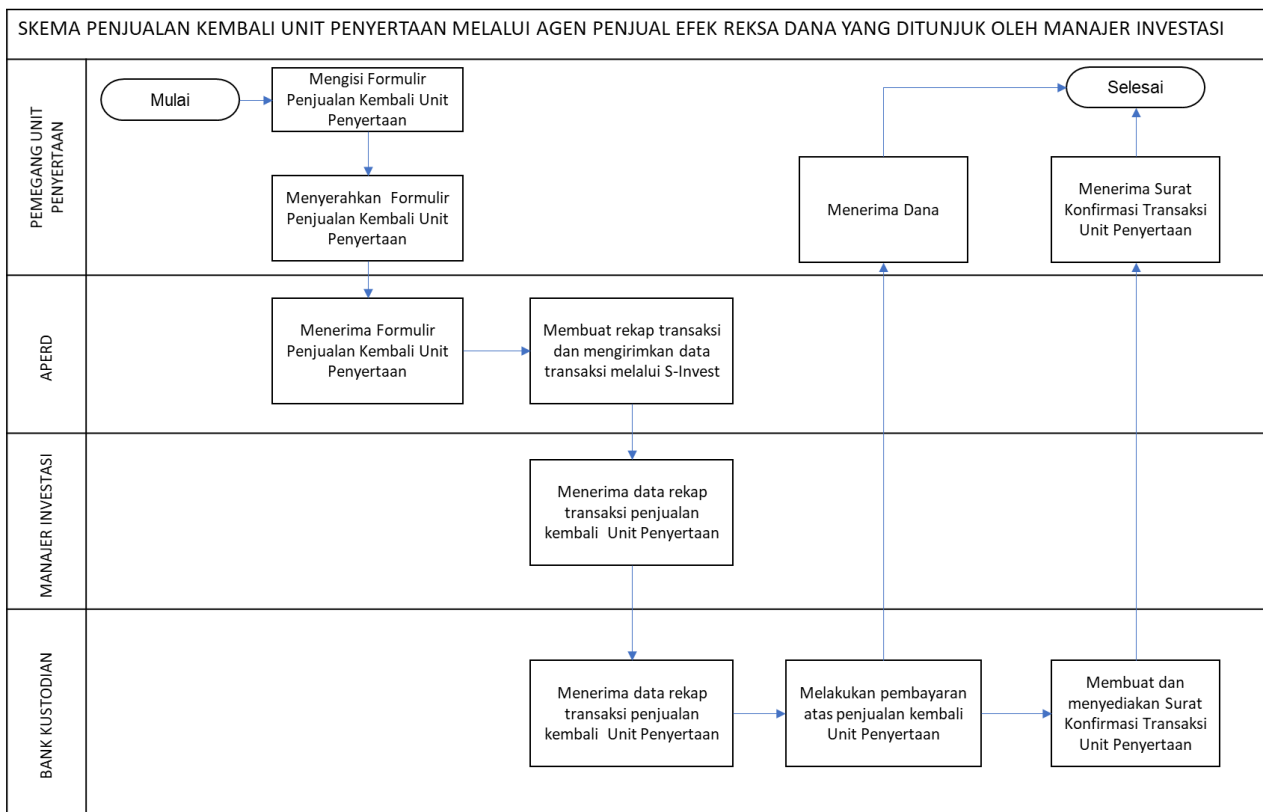 SKEMA PENJUALAN KEMBALI UNIT PENYERTAAN MELALUI AGEN PENJUAL EFEK REKSA DANA YANG DITUNJUK OLEH MANAJER INVESTASI
PEMEGANG UNIT
PENYERTAAN
Mulai
Mengisi Formulir
Penjualan Kembali Unit
Penyertaan
Selesai
Menyerahkan Formulir
Penjualan Kembali Unit
Penyertaan
Menerima Dana
Menerima Surat
Konfirmasi Transaksi
Unit Penyertaan
APERD
Menerima Formulir
Penjualan Kembali Unit
Penyertaan
Membuat rekap transaksi
dan mengirimkan data
transaksi melalui S-Invest
MANAJER INVESTASI
Menerima data rekap
transaksi penjualan
kembali Unit Penyertaan
BANK KUSTODIAN
Menerima data rekap
transaksi penjualan
kembali Unit Penyertaan
Melakukan pembayaran
atas penjualan kembali
Unit Penyertaan
Membuat dan
menyediakan Surat
Konfirmasi Transaksi
Unit Penyertaan